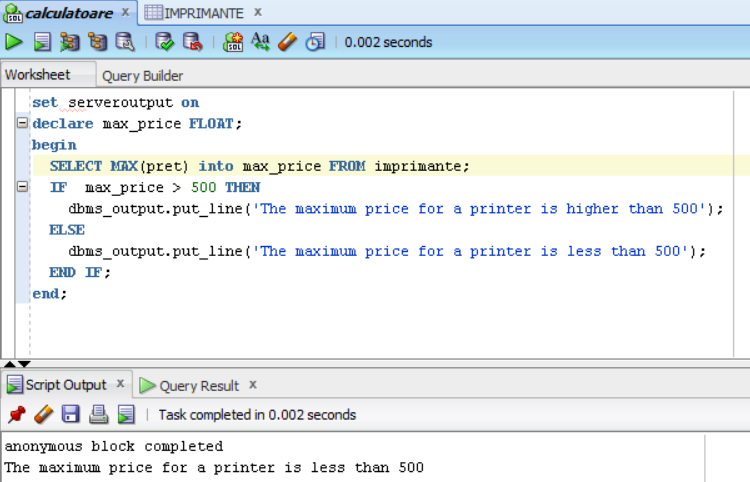 calculatoare x IMPRIMANTE x
SQL Aa 0.002 seconds
Worksheet Query Builder
set serveroutput on
declare max_price FLOAT;
begin
SELECT MAX(pret) into max_price FROM imprimante;
IF max_price > 500 THEN
dbms_output.put_line('The maximum price for a printer is higher than 500');
ELSE
dbms_output.put_line('The maximum price for a printer is less than 500');
END IF;
end;
Script Output x Query Result x
Task completed in 0.002 seconds
anonymous block completed
The maximum price for a printer is less than 500